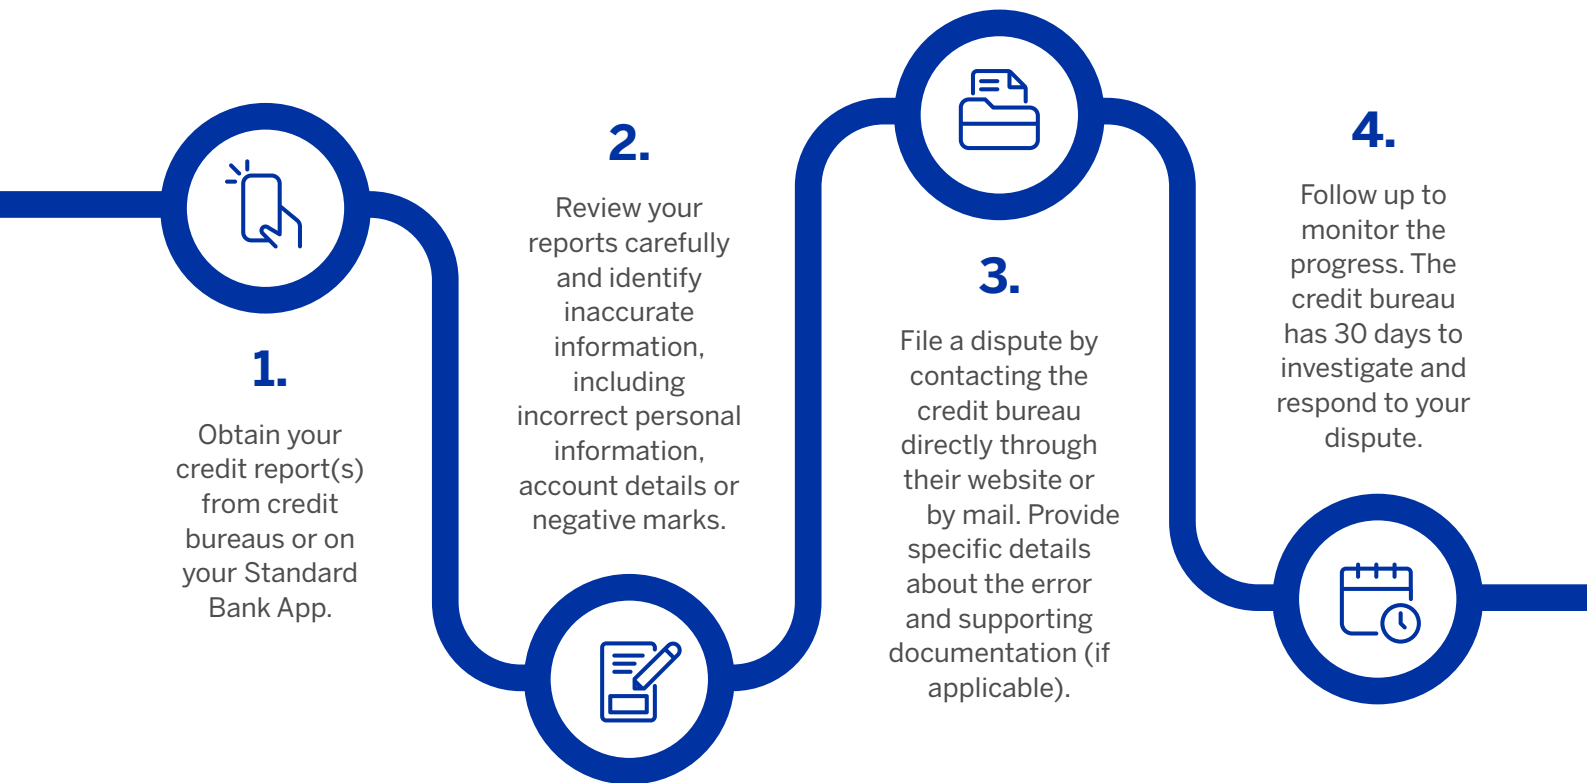 1.
Obtain your
credit report(s)
from credit
bureaus or on
your Standard
Bank App.
2.
Review your
reports carefully
and identify
inaccurate
information,
including
incorrect personal
information,
account details or
negative marks.
3.
File a dispute by
contacting the
credit bureau
directly through
their website or
by mail. Provide
specific details
about the error
and supporting
documentation (if
applicable).
4.
Follow up to
monitor the
progress. The
credit bureau
has 30 days to
investigate and
respond to your
dispute.